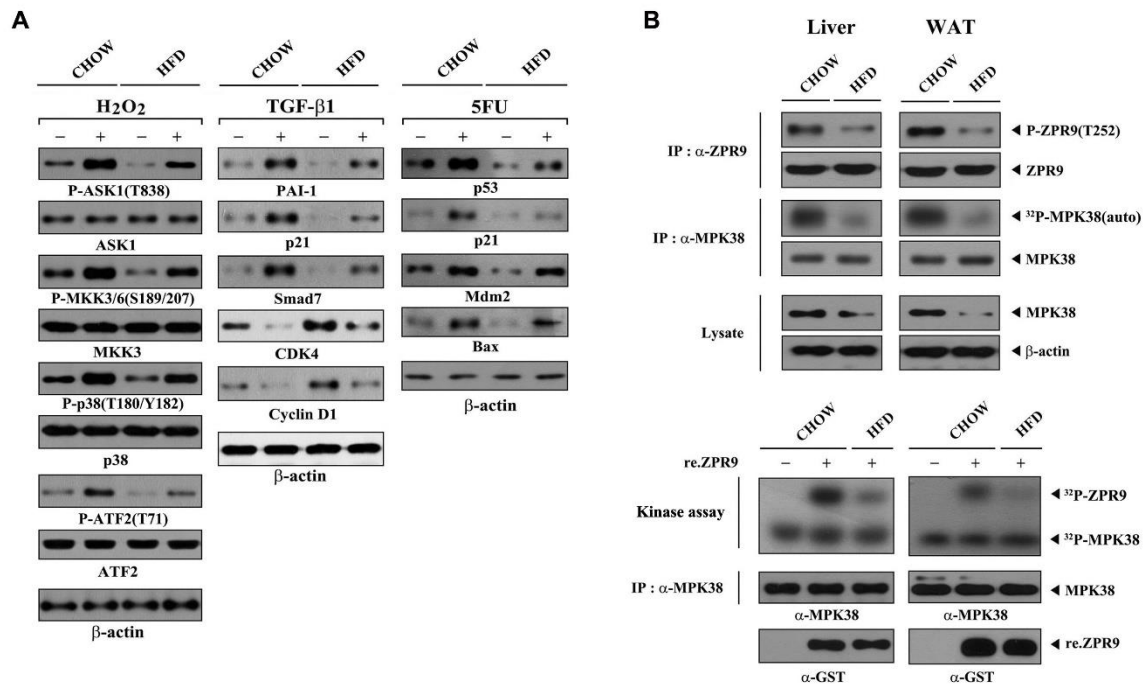 A
CHOW HFD CHOW HFD CHOW HFD
H2O2 TGF-β1 5FU
– + – + – + – + – + – +
P-ASK1(T838) PAI-1 p53
ASK1 p21 p21
P-MKK3/6(S189/207) Smad7 Mdm2
MKK3 CDK4 Bax
P-p38(T180/Y182) Cyclin D1 β-actin
p38 β-actin
P-ATF2(T71)
ATF2
β-actin
B
Liver WAT
CHOW HFD CHOW HFD
IP : α-ZPR9
P-ZPR9(T252)
ZPR9
IP : α-MPK38
32P-MPK38(auto)
MPK38
Lysate
MPK38
β-actin
CHOW HFD CHOW HFD
re.ZPR9 – + + – + +
Kinase assay
32P-ZPR9
32P-MPK38
IP : α-MPK38 MPK38
α-MPK38 α-MPK38
re.ZPR9
α-GST α-GST